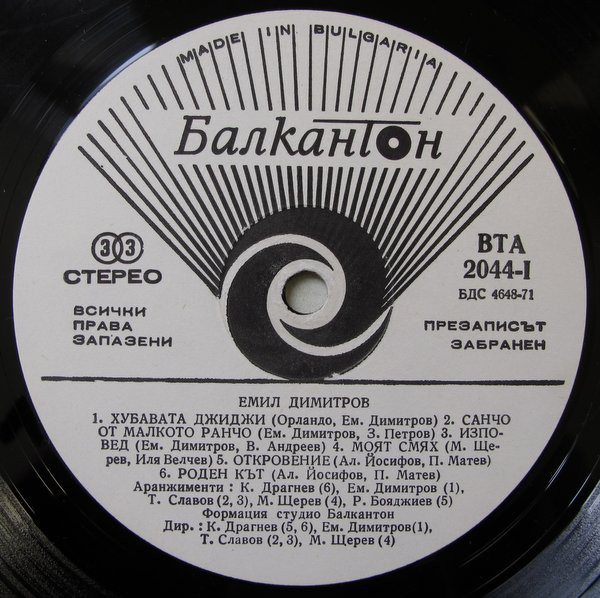 MADE IN BULGARIA
Балкантон
33
СТЕРЕО
ВСИЧКИ
ПРАВА
ЗАПАЗЕНИ
ВТА
2044-I
БДС 4648-71
ПРЕЗАПИСЪТ
ЗАБРАНЕН
ЕМИЛ ДИМИТРОВ
1. ХУБАВАТА ДЖИДЖИ (Орландо, Ем. Димитров) 2. САНЧО
ОТ МАЛКОТО РАНЧО (Ем. Димитров, З. Петров) 3. ИЗПО-
ВЕД (Ем. Димитров, В. Андреев) 4. МОЯТ СМЯХ (М. Ще-
рев, Иля Велчев) 5. ОТКРОВЕНИЕ (Ал. Йосифов, П. Матев)
6. РОДЕН КЪТ (Ал. Йосифов, П. Матев)
Аранжименти : К. Драгнев (6), Ем. Димитров (1),
Т. Славов (2, 3), М. Щерев (4), Р. Бояджиев (5)
Формация студио Балкантон
Дир. : К. Драгнев (5, 6), Ем. Димитров(1),
Т. Славов (2, 3), М. Щерев (4)